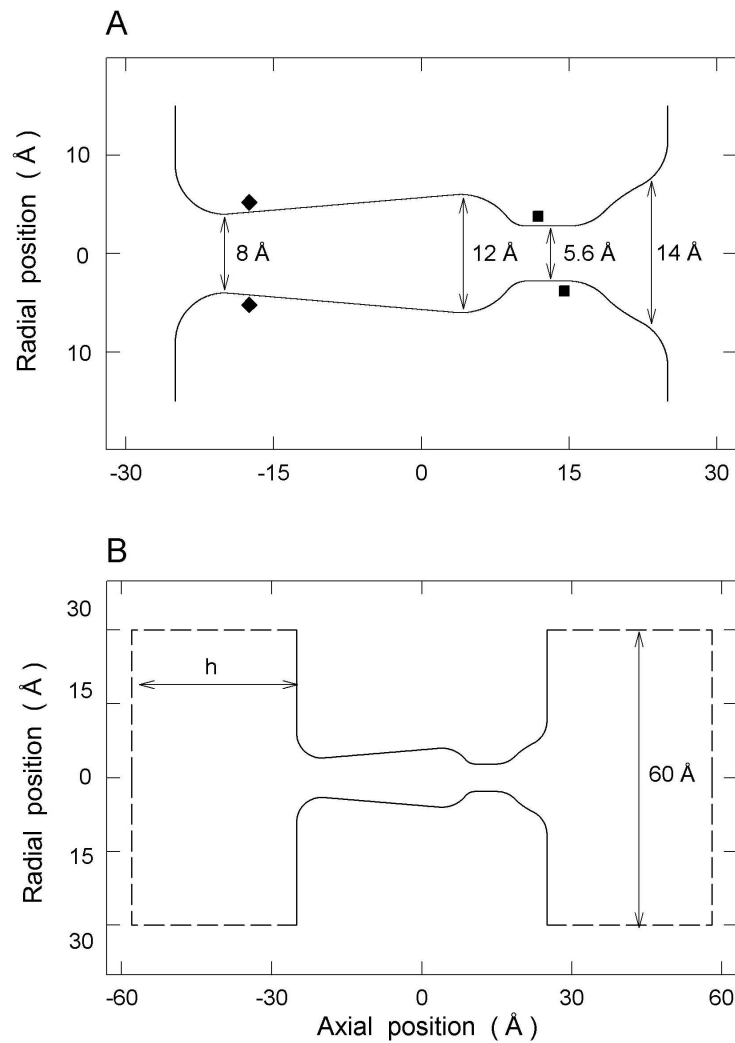 A
Radial position (Å)
10
0
10
8 Å
12 Å
5.6 Å
14 Å
-30
-15
0
15
30
B
Radial position (Å)
30
15
0
15
30
h
60 Å
-60
-30
0
30
60
Axial position (Å)